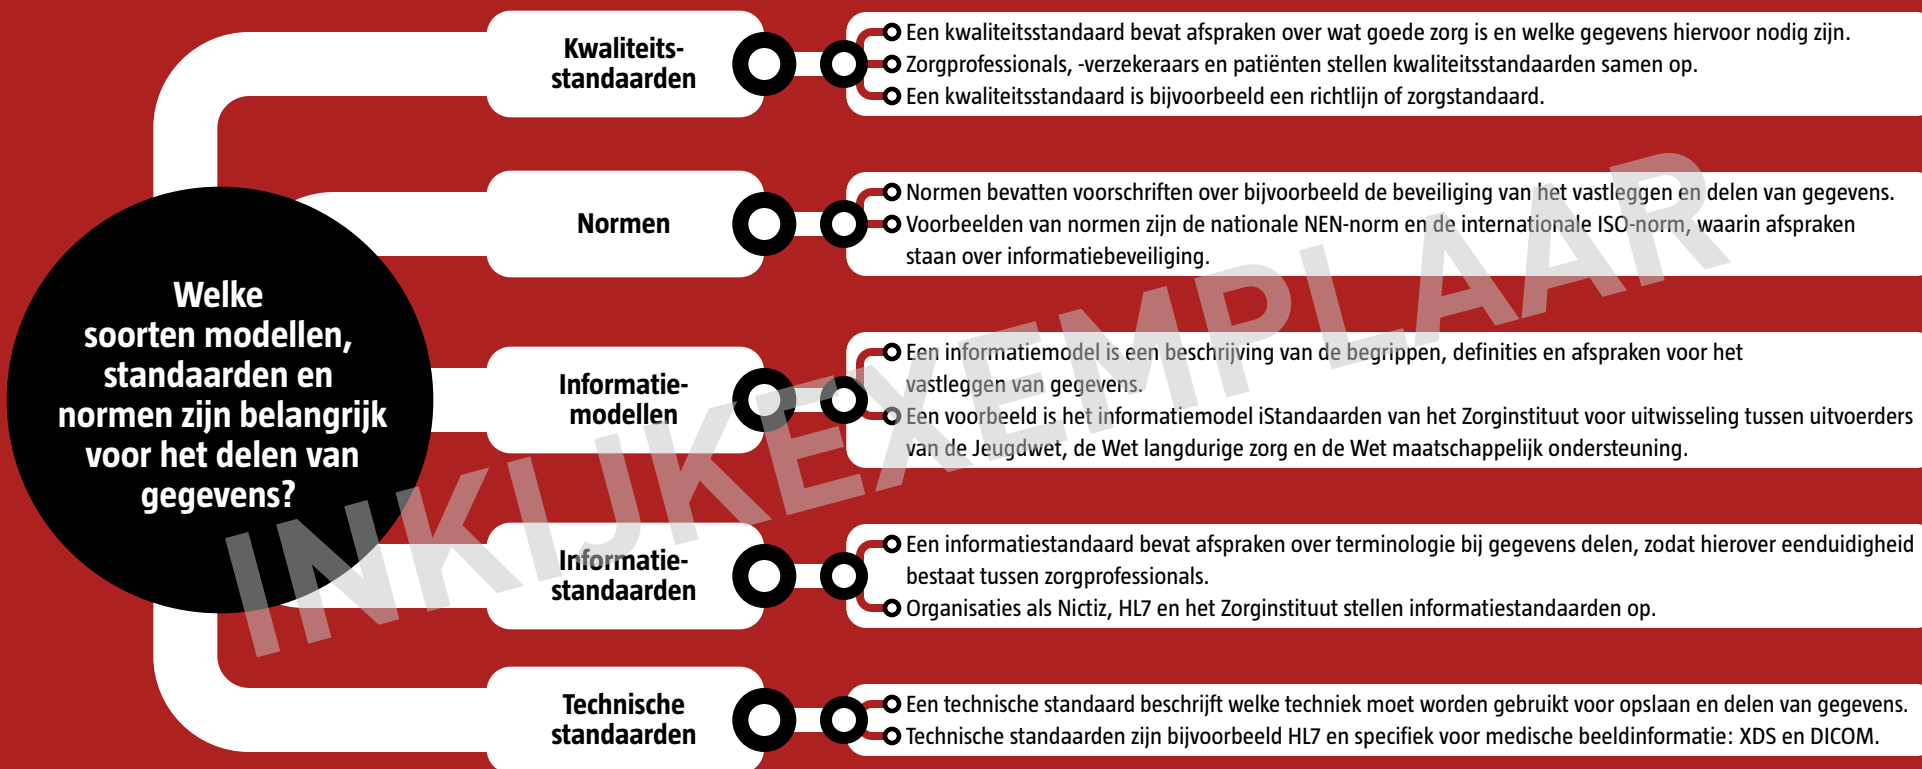 Welke
soorten modellen,
standaarden en
normen zijn belangrijk
voor het delen van
gegevens?
Kwaliteits-
standaarden
Een kwaliteitsstandaard bevat afspraken over wat goede zorg is en welke gegevens hiervoor nodig zijn.
Zorgprofessionals, -verzekeraars en patiënten stellen kwaliteitsstandaarden samen op.
Een kwaliteitsstandaard is bijvoorbeeld een richtlijn of zorgstandaard.
Normen
Normen bevatten voorschriften over bijvoorbeeld de beveiliging van het vastleggen en delen van gegevens.
Voorbeelden van normen zijn de nationale NEN-norm en de internationale ISO-norm, waarin afspraken
staan over informatiebeveiliging.
Informatie-
modellen
Een informatiemodel is een beschrijving van de begrippen, definities en afspraken voor het
vastleggen van gegevens.
Een voorbeeld is het informatiemodel iStandaarden van het Zorginstituut voor uitwisseling tussen uitvoerders
van de Jeugdwet, de Wet langdurige zorg en de Wet maatschappelijk ondersteuning.
Informatie-
standaarden
Een informatiestandaard bevat afspraken over terminologie bij gegevens delen, zodat hierover eenduidigheid
bestaat tussen zorgprofessionals.
Organisaties als Nictiz, HL7 en het Zorginstituut stellen informatiestandaarden op.
Technische
standaarden
Een technische standaard beschrijft welke techniek moet worden gebruikt voor opslaan en delen van gegevens.
Technische standaarden zijn bijvoorbeeld HL7 en specifiek voor medische beeldinformatie: XDS en DICOM.
INKIJKEXEMPLAAR